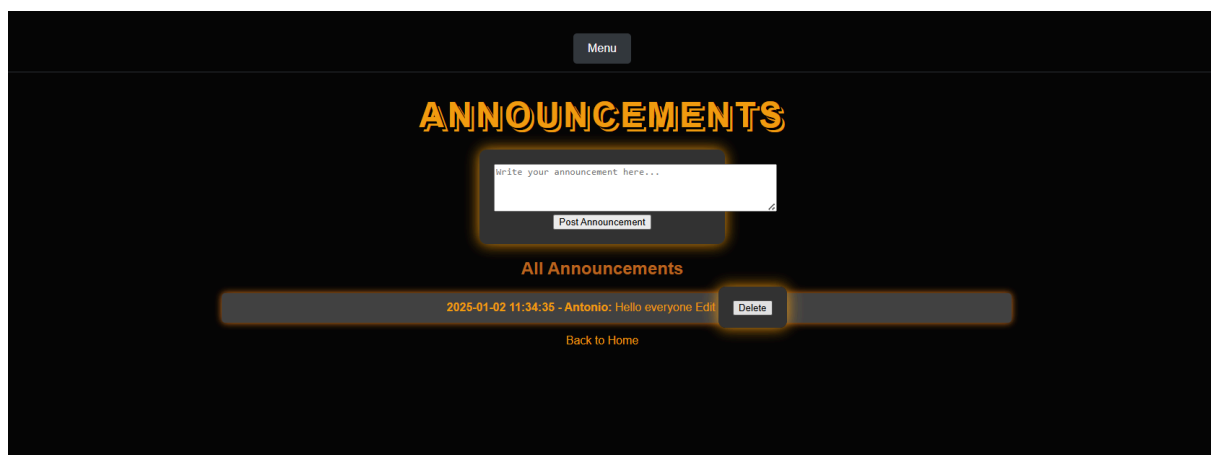 Menu
ANNOUNCEMENTS
Write your announcement here...
Post Announcement
All Announcements
2025-01-02 11:34:35 - Antonio: Hello everyone Edit Delete
Back to Home